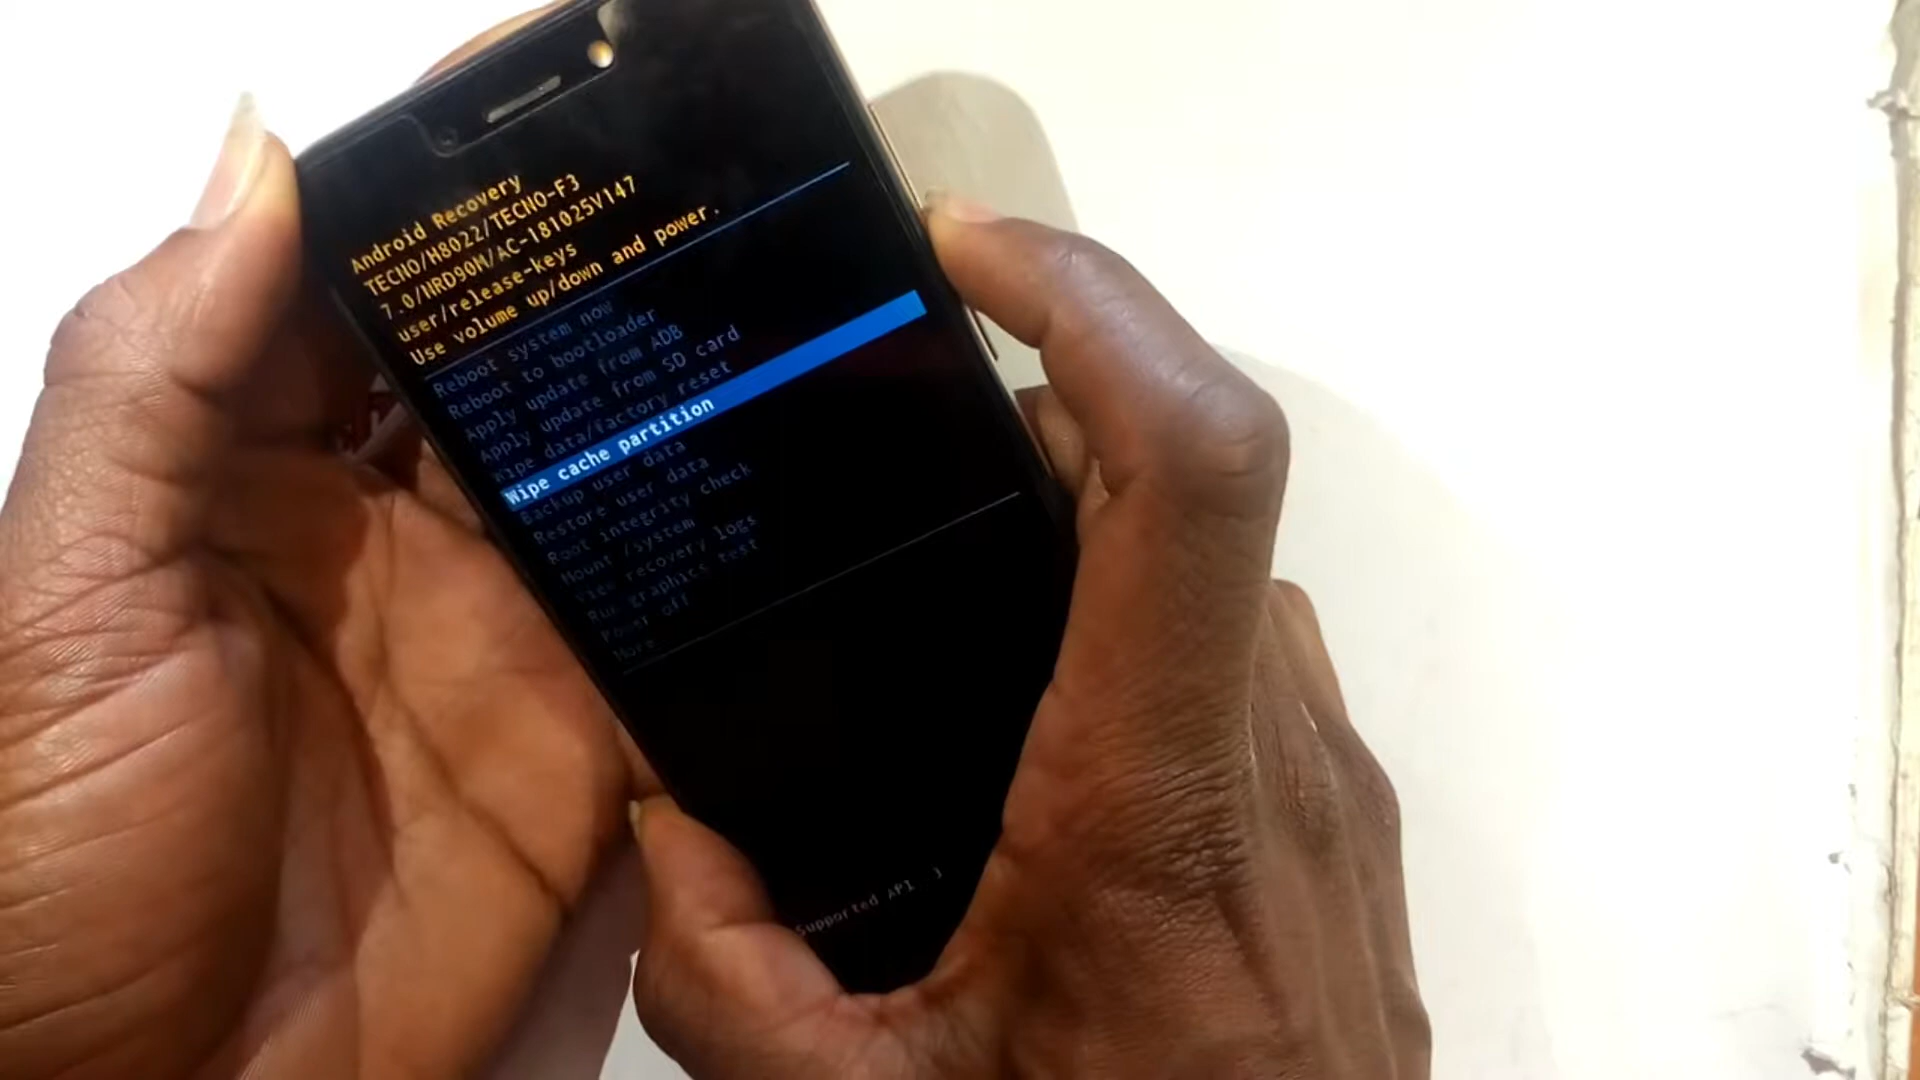 Android Recovery
TECNO/H8022/TECNO-F3
7.0/NRD90M/AC-181025V147
user/release-keys
Use volume up/down and power.
Reboot system now
Reboot to bootloader
Apply update from ADB
Apply update from SD card
Wipe data/factory reset
Wipe cache partition
Backup user data
Restore user data
Root integrity check
Mount /system
View recovery logs
Run graphics test
Power off
More
Supported API: 3